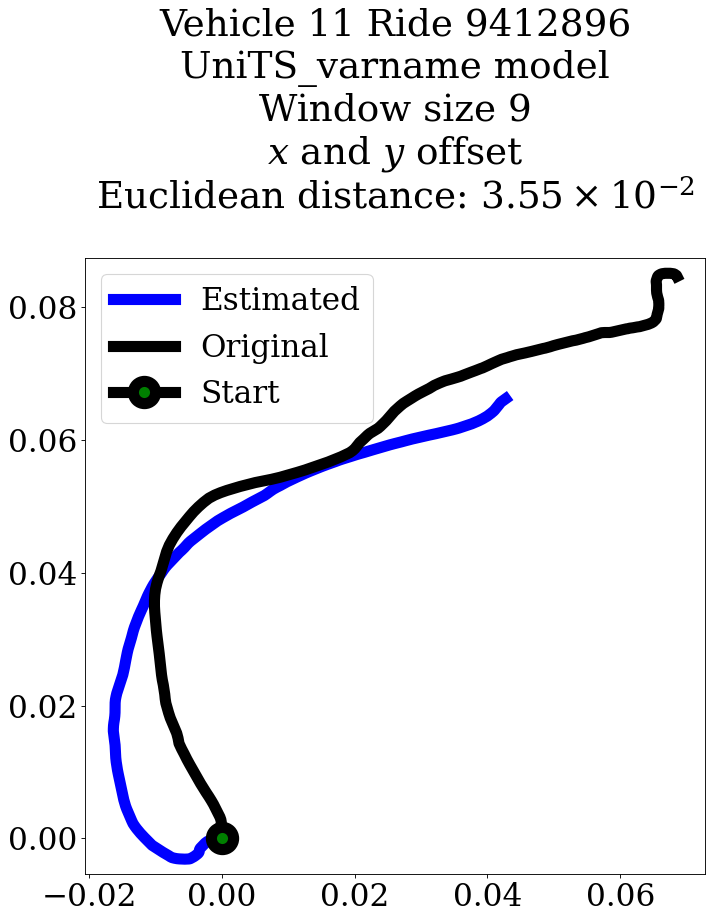 Vehicle 11 Ride 9412896
UniTS_varname model
Window size 9
x and y offset
Euclidean distance: 3.55 × 10⁻²
Estimated
Original
Start
0.08
0.06
0.04
0.02
0.00
−0.02 0.00 0.02 0.04 0.06